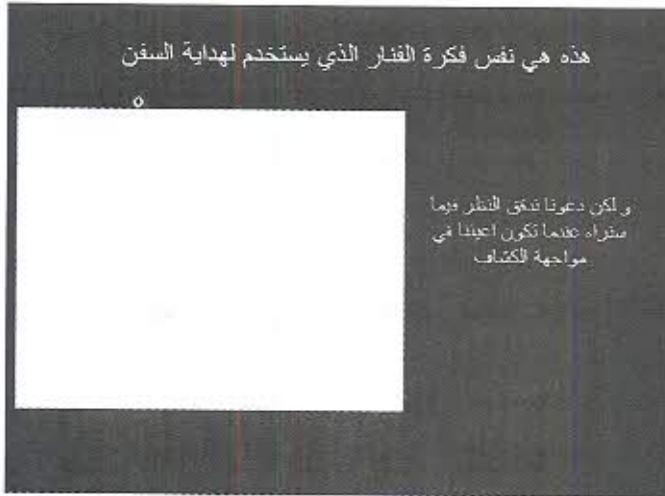 هذه هي نفس فكرة الفنار الذي يستخدم لهداية السفن
و لكن دعونا ندقق النظر فيما
سنراه عندما تكون اعيننا في
مواجهة الكشاف